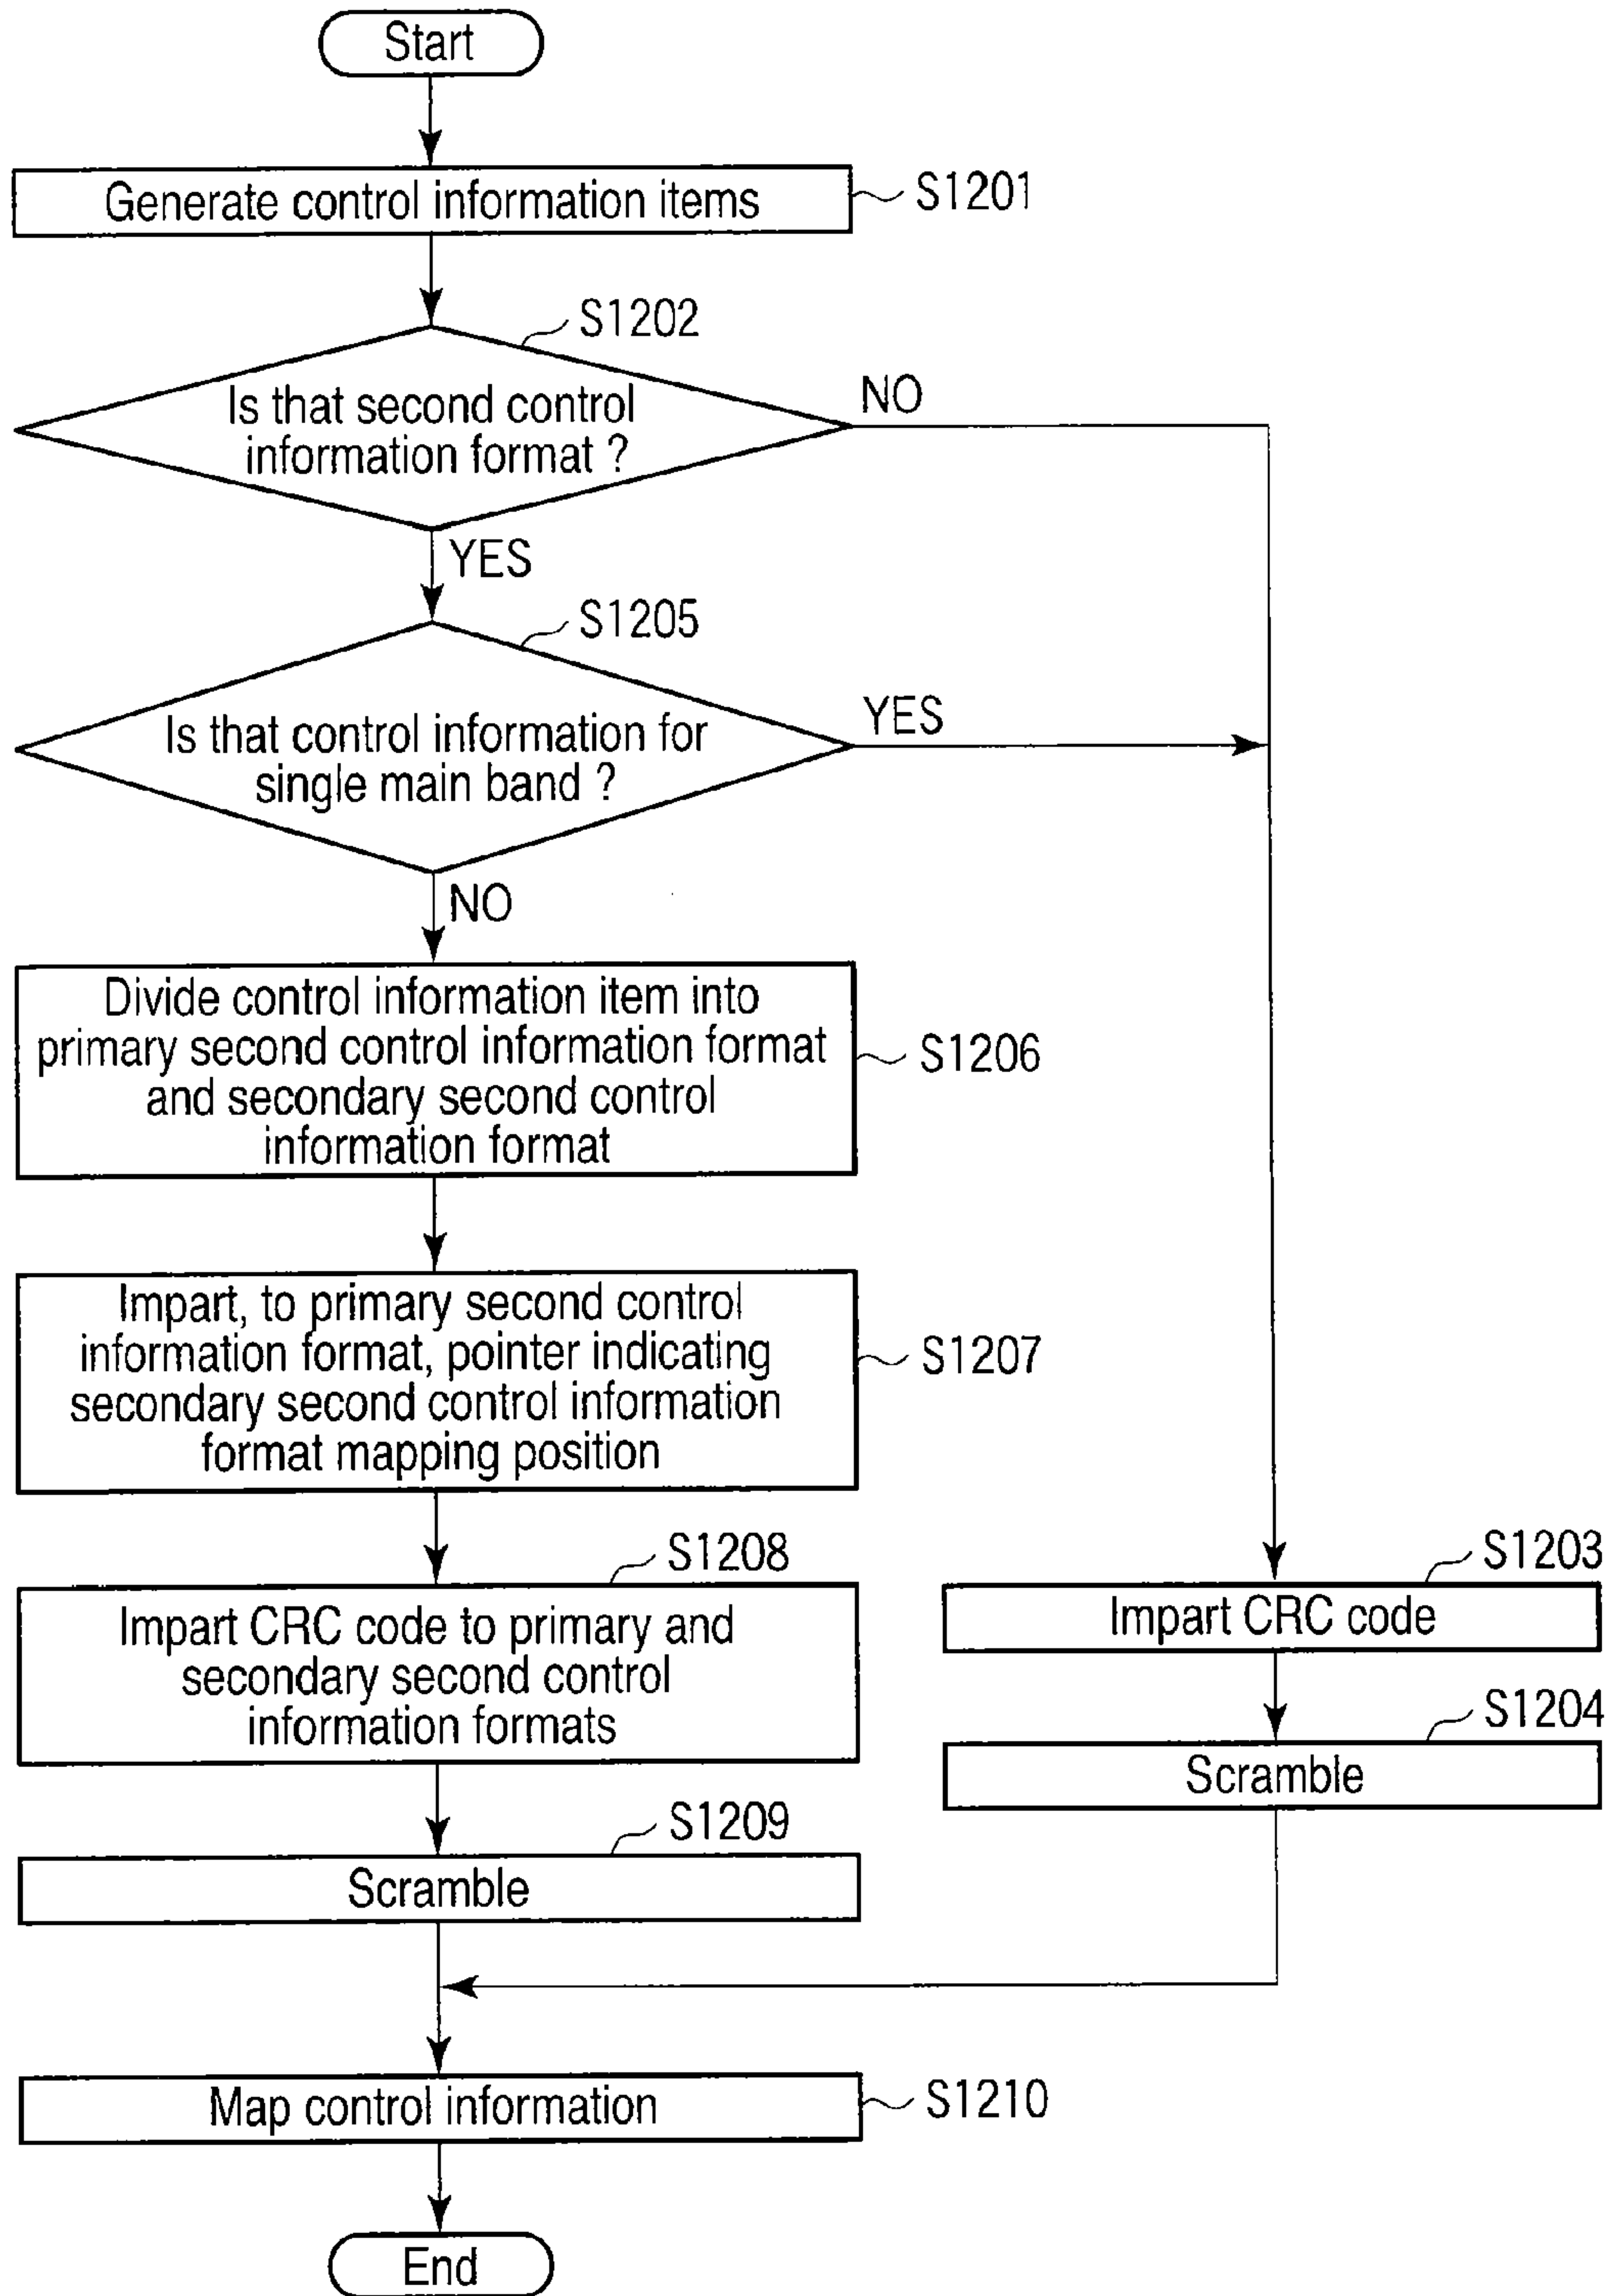 Start
Generate control information items
S1201
S1202
Is that second control
information format ?
NO
YES
S1205
Is that control information for
single main band ?
YES
NO
Divide control information item into
primary second control information format
and secondary second control
information format
S1206
Impart, to primary second control
information format, pointer indicating
secondary second control information
format mapping position
S1207
S1208
Impart CRC code to primary and
secondary second control
information formats
S1203
Impart CRC code
S1204
Scramble
S1209
Scramble
Map control information
S1210
End